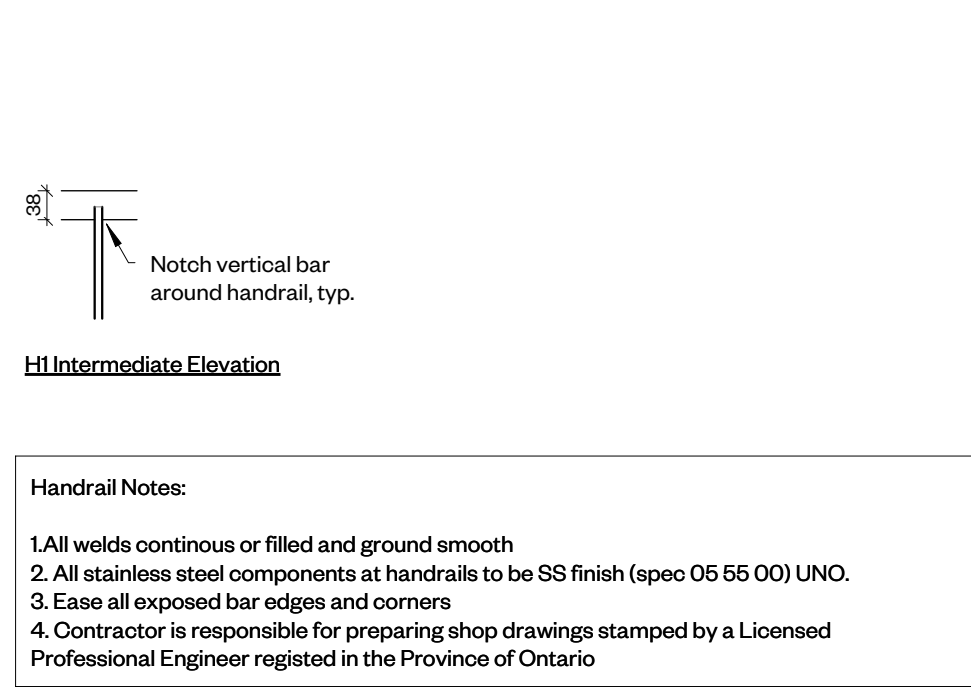 38
Notch vertical bar
around handrail, typ.
H1 Intermediate Elevation
Handrail Notes:
1.All welds continous or filled and ground smooth
2. All stainless steel components at handrails to be SS finish (spec 05 55 00) UNO.
3. Ease all exposed bar edges and corners
4. Contractor is responsible for preparing shop drawings stamped by a Licensed
Professional Engineer registed in the Province of Ontario